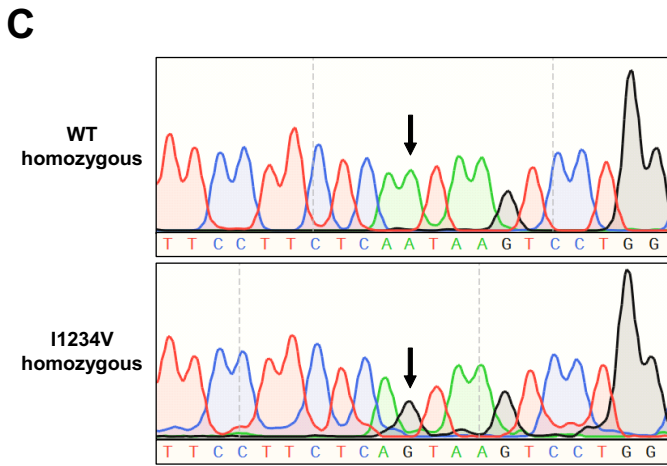 C
WT
homozygous
T T C C T T C T C A A T A A G T C C T G G
I1234V
homozygous
T T C C T T C T C A G T A A G T C C T G G